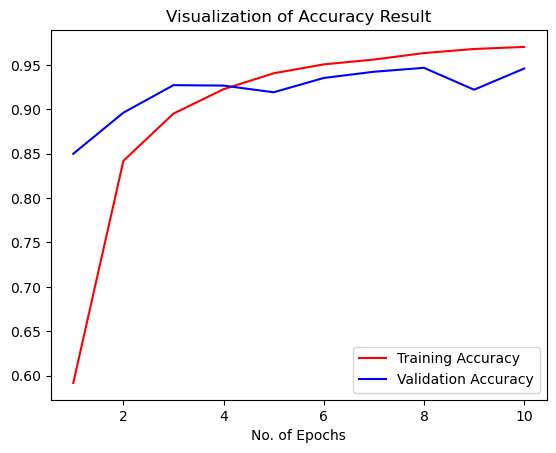 Visualization of Accuracy Result
0.95
0.90
0.85
0.80
0.75
0.70
0.65
0.60
2 4 6 8 10
No. of Epochs
Training Accuracy
Validation Accuracy